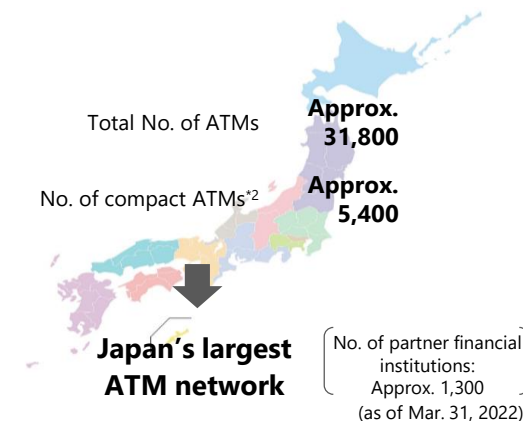 Total No. of ATMs
Approx.
31,800
No. of compact ATMs*2
Approx.
5,400
Japan's largest
ATM network
No. of partner financial
institutions:
Approx. 1,300
(as of Mar. 31, 2022)